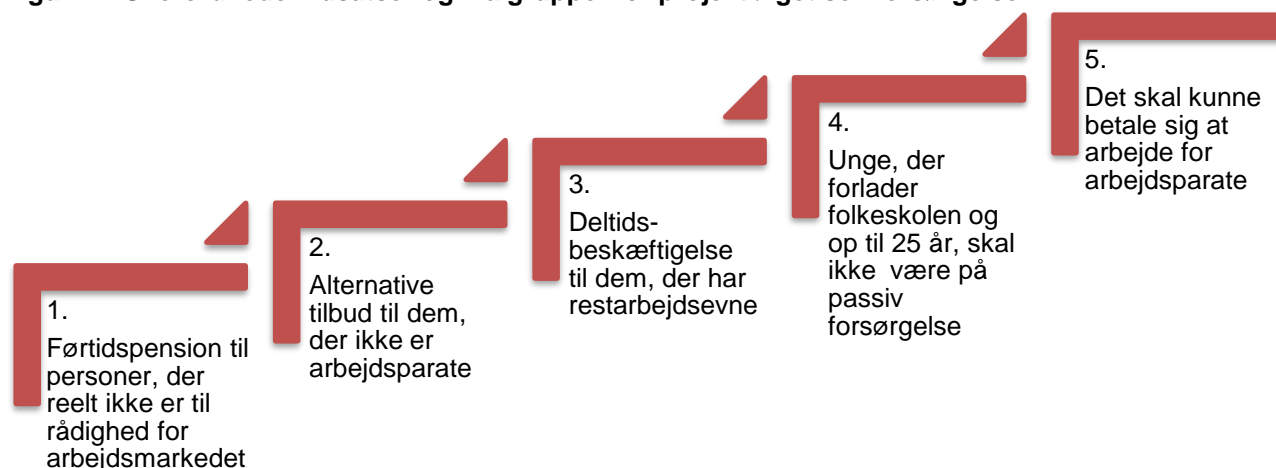 1.
Førtidspension til
personer, der
reelt ikke er til
rådighed for
arbejdsmarkedet
2.
Alternative
tilbud til dem,
der ikke er
arbejdsparate
3.
Deltids-
beskæftigelse
til dem, der har
restarbejdsevne
4.
Unge, der
forlader
folkeskolen og
op til 25 år, skal
ikke være på
passiv
forsørgelse
5.
Det skal kunne
betale sig at
arbejde for
arbejdsparate